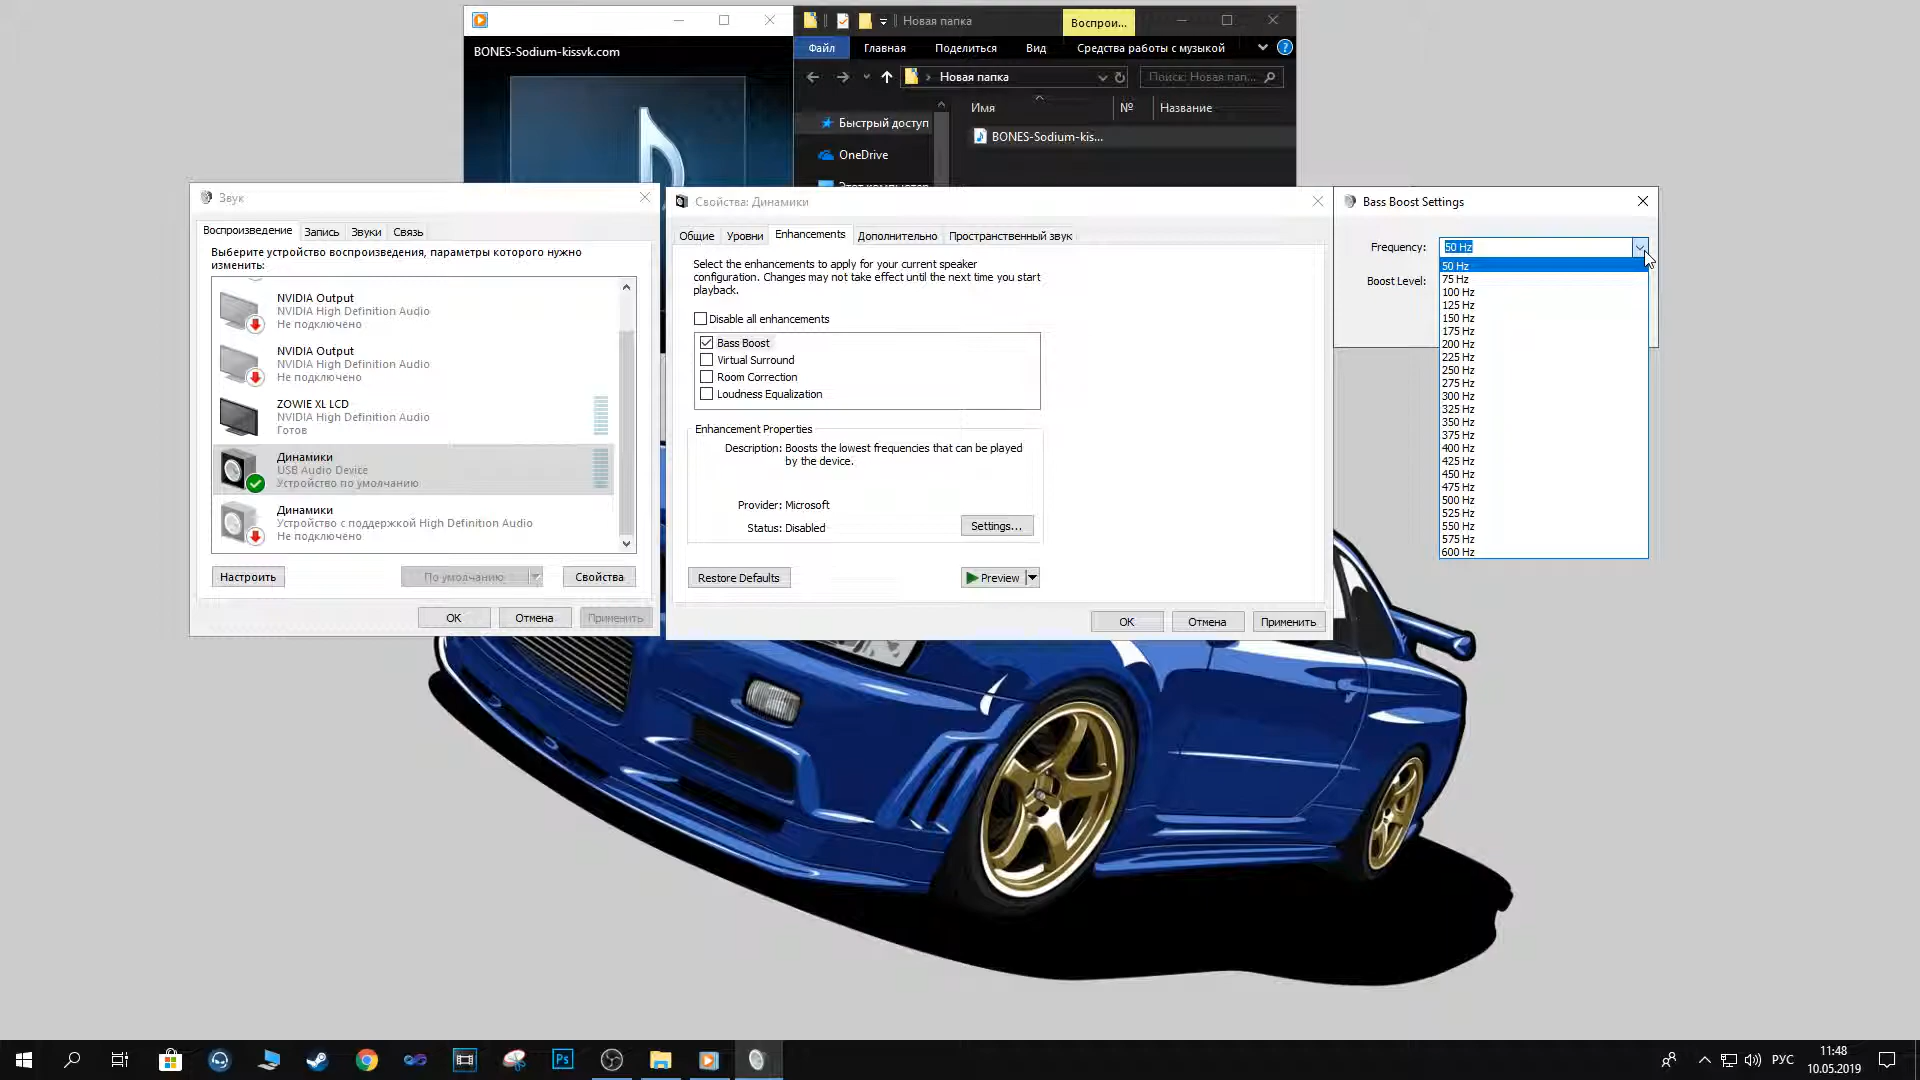 BONES-Sodium-kissvk.com
Новая папка
Воспрои...
Файл
Главная
Поделиться
Вид
Средства работы с музыкой
Новая папка
Поиск: Новая пап...
Имя
№
Название
Быстрый доступ
OneDrive
Этот компьютер
BONES-Sodium-kis...
Звук
Воспроизведение
Запись
Звуки
Связь
Выберите устройство воспроизведения, параметры которого нужно
изменить:
NVIDIA Output
NVIDIA High Definition Audio
Не подключено
NVIDIA Output
NVIDIA High Definition Audio
Не подключено
ZOWIE XL LCD
NVIDIA High Definition Audio
Готов
Динамики
USB Audio Device
Устройство по умолчанию
Динамики
Устройство с поддержкой High Definition Audio
Не подключено
Настроить
По умолчанию
Свойства
OK
Отмена
Применить
Свойства: Динамики
Общие
Уровни
Enhancements
Дополнительно
Пространственный звук
Select the enhancements to apply for your current speaker
configuration. Changes may not take effect until the next time you start
playback.
Disable all enhancements
Bass Boost
Virtual Surround
Room Correction
Loudness Equalization
Enhancement Properties
Description: Boosts the lowest frequencies that can be played
by the device.
Provider: Microsoft
Status: Disabled
Settings...
Restore Defaults
Preview
OK
Отмена
Применить
Bass Boost Settings
Frequency:
50 Hz
Boost Level:
50 Hz
75 Hz
100 Hz
125 Hz
150 Hz
175 Hz
200 Hz
225 Hz
250 Hz
275 Hz
300 Hz
325 Hz
350 Hz
375 Hz
400 Hz
425 Hz
450 Hz
475 Hz
500 Hz
525 Hz
550 Hz
575 Hz
600 Hz
Ps
РУС
11:48
10.05.2019